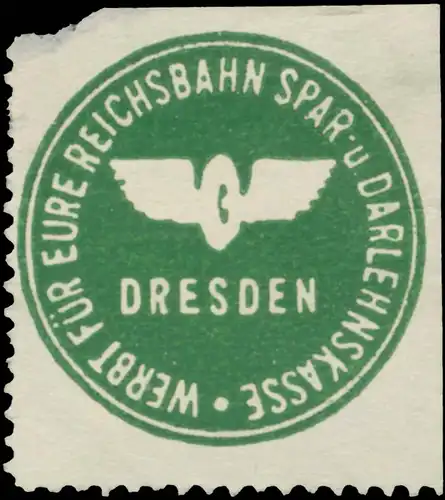 WERBT FÜR EURE REICHSBAHN SPAR- u. DARLEHNSKASSE •
DRESDEN